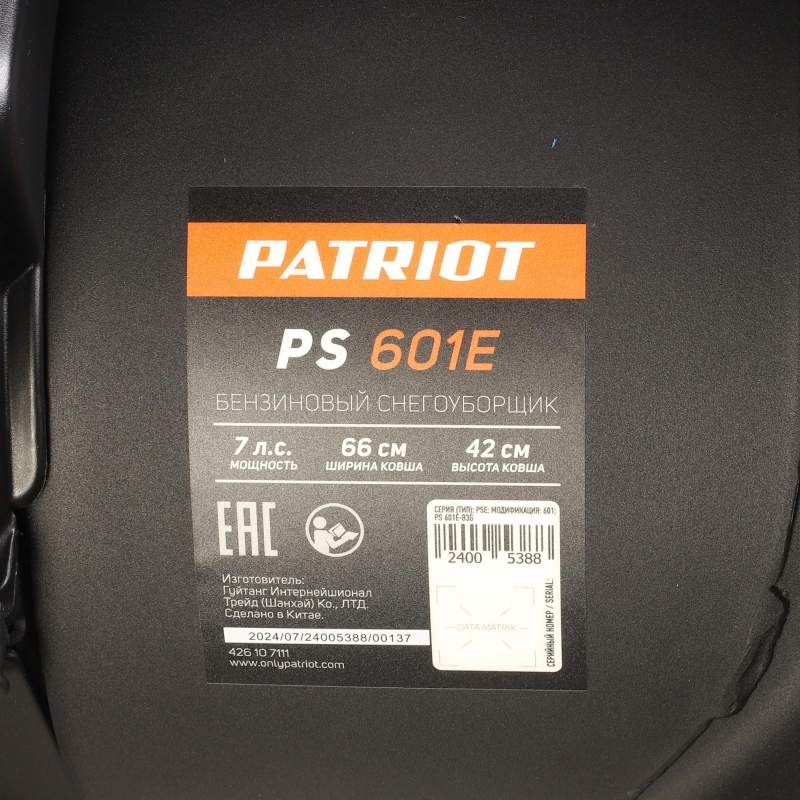 PATRIOT
PS 601E
БЕНЗИНОВЫЙ СНЕГОУБОРЩИК
7 л.с. 66 см 42 см
МОЩНОСТЬ ШИРИНА КОВША ВЫСОТА КОВША
EAC
СЕРИЯ (ТИП): PSE; МОДИФИКАЦИЯ: 601;
PS 601E-83G
2400 5388
DATA MATRIX
СЕРИЙНЫЙ НОМЕР / SERIAL:
Изготовитель:
Гуйтанг Интернейшионал
Трейд (Шанхай) Ко., ЛТД.
Сделано в Китае.
2024/07/24005388/00137
426 10 7111
www.onlypatriot.com